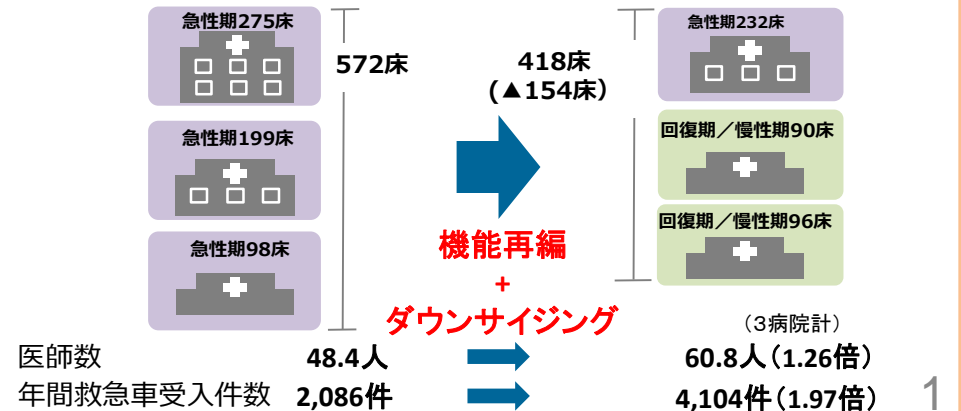 急性期275床
572床
急性期199床
急性期98床
418床
(▲154床)
急性期232床
回復期／慢性期90床
回復期／慢性期96床
機能再編
+
ダウンサイジング
（3病院計）
医師数 48.4人 60.8人（1.26倍）
年間救急車受入件数 2,086件 4,104件（1.97倍）
1